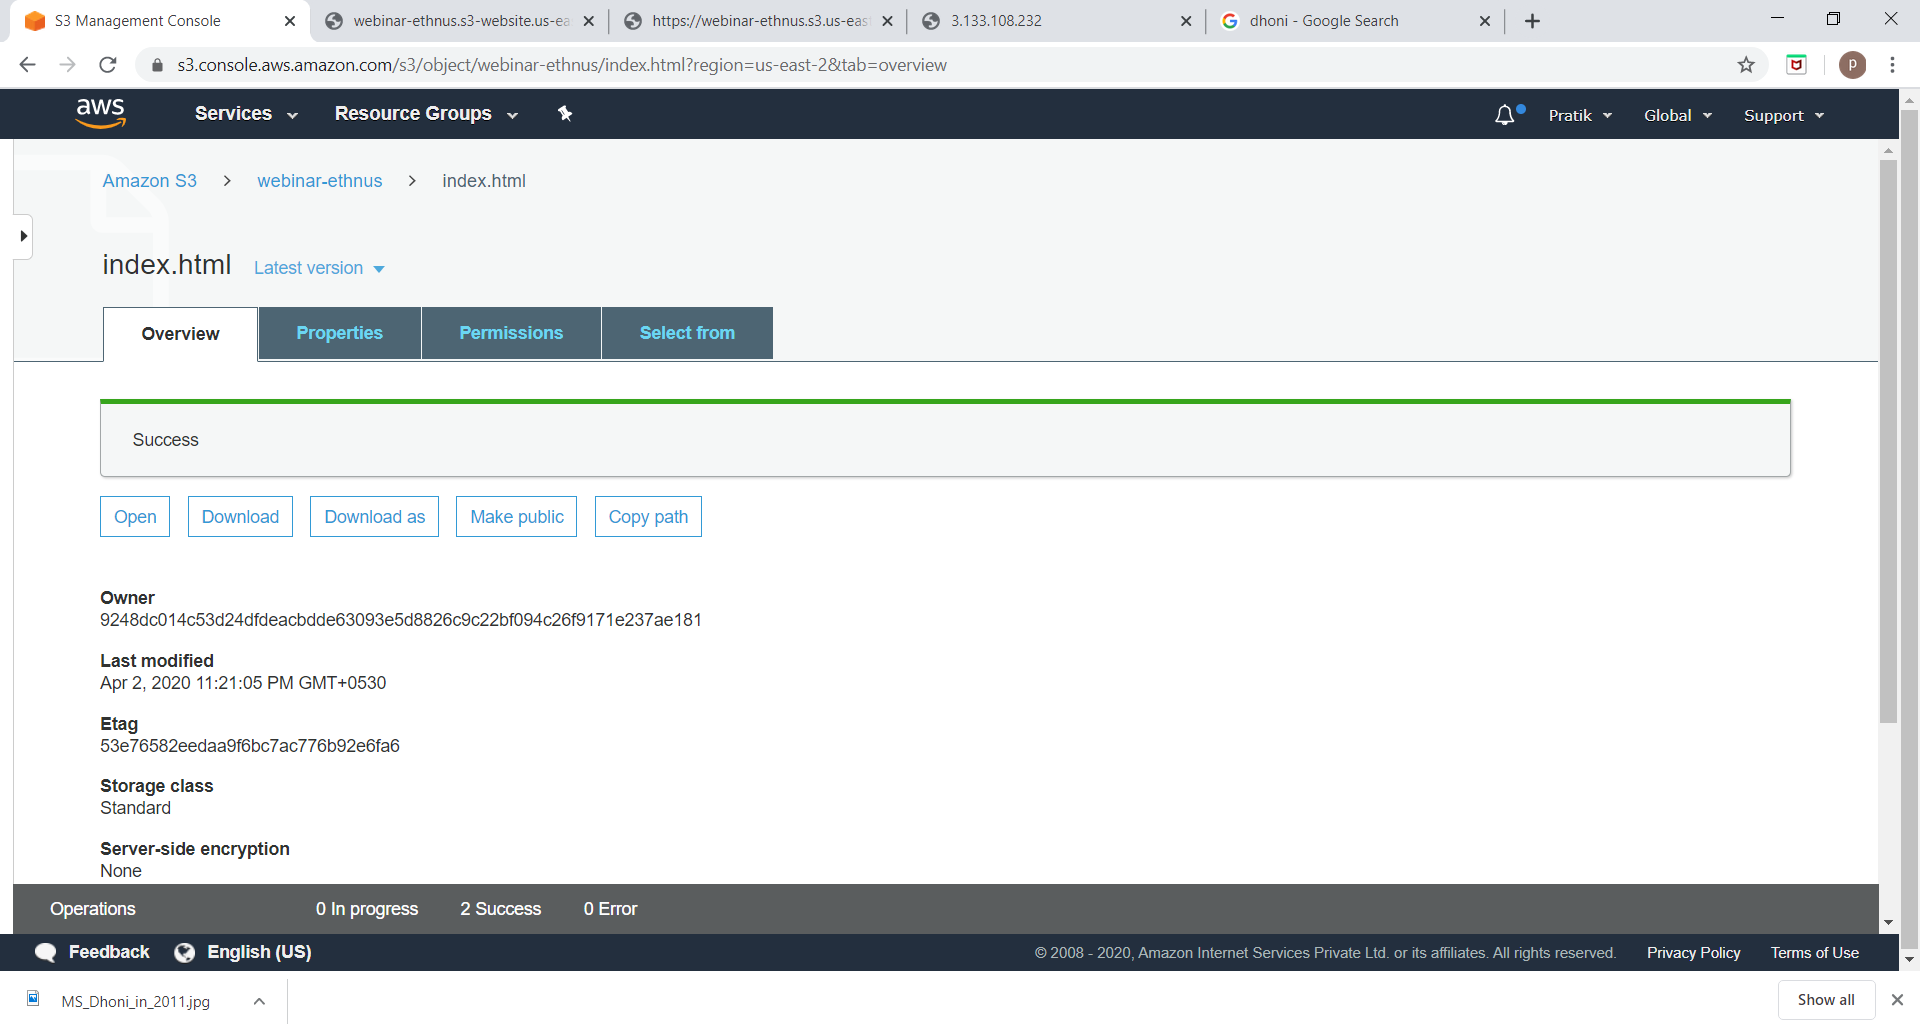 S3 Management Console
webinar-ethnus.s3-website.us-ea
https://webinar-ethnus.s3.us-east
3.133.108.232
dhoni - Google Search
s3.console.aws.amazon.com/s3/object/webinar-ethnus/index.html?region=us-east-2&tab=overview
P
aws
Services
Resource Groups
Pratik
Global
Support
Amazon S3 > webinar-ethnus > index.html
index.html Latest version
Overview
Properties
Permissions
Select from
Success
Open
Download
Download as
Make public
Copy path
Owner
9248dc014c53d24dfdeacbdde63093e5d8826c9c22bf094c26f9171e237ae181
Last modified
Apr 2, 2020 11:21:05 PM GMT+0530
Etag
53e76582eedaa9f6bc7ac776b92e6fa6
Storage class
Standard
Server-side encryption
None
Operations 0 In progress 2 Success 0 Error
Feedback English (US) © 2008 - 2020, Amazon Internet Services Private Ltd. or its affiliates. All rights reserved. Privacy Policy Terms of Use
MS_Dhoni_in_2011.jpg
Show all